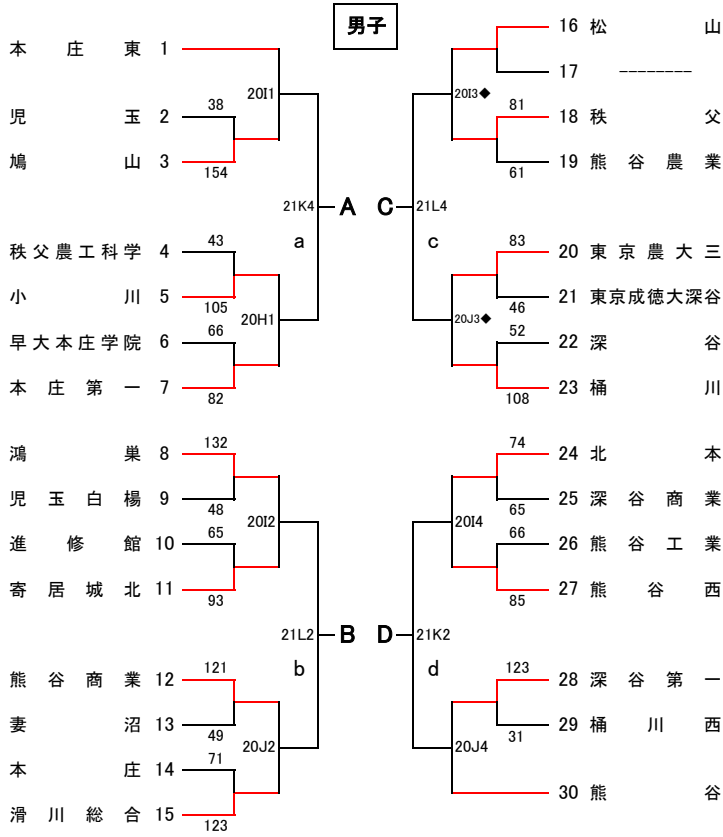 男子
本庄東 1
20I1
児玉 2 38
鳩山 3 154
21K4 A
a
秩父農工科学 4 43
小川 5 105
20H1
早大本庄学院 6 66
本庄第一 7 82
鴻巣 8 132
児玉白楊 9 48
20I2
進修館 10 65
寄居城北 11 93
21L2 B
b
熊谷商業 12 121
妻沼 13 49
20J2
本庄 14 71
滑川総合 15 123
16 松山
20I3◆
17 --------
81 18 秩父
61 19 熊谷農業
C 21L4
c
83 20 東京農大三
46 21 東京成徳大深谷
20J3◆
52 22 深谷
108 23 桶川
74 24 北本
65 25 深谷商業
20I4
66 26 熊谷工業
85 27 熊谷西
D 21K2
d
123 28 深谷第一
31 29 桶川西
20J4
30 熊谷